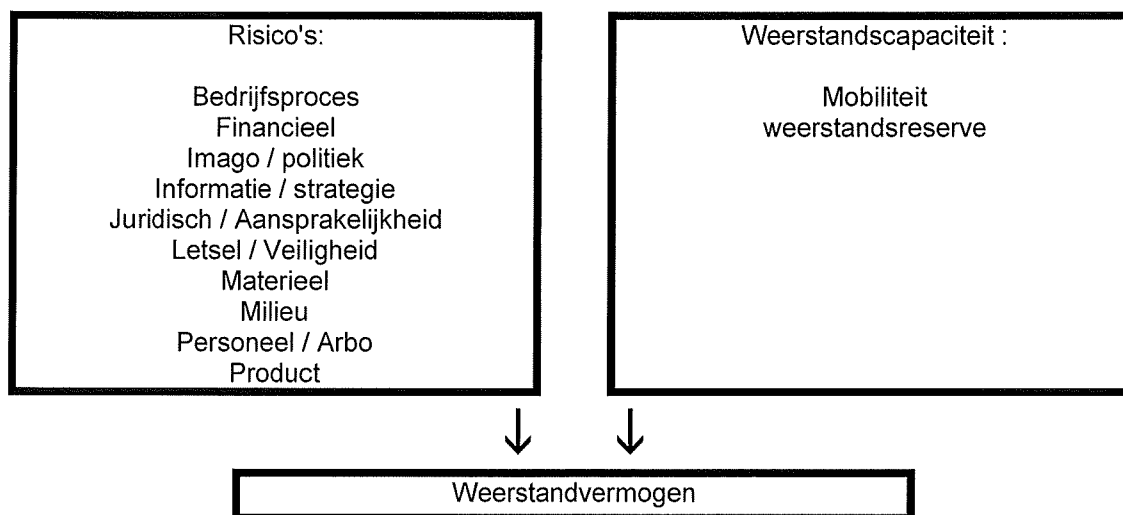 Risico's:
Bedrijfsproces
Financieel
Imago / politiek
Informatie / strategie
Juridisch / Aansprakelijkheid
Letsel / Veiligheid
Materieel
Milieu
Personeel / Arbo
Product
Weerstandscapaciteit :
Mobiliteit
weerstandsreserve
Weerstandvermogen